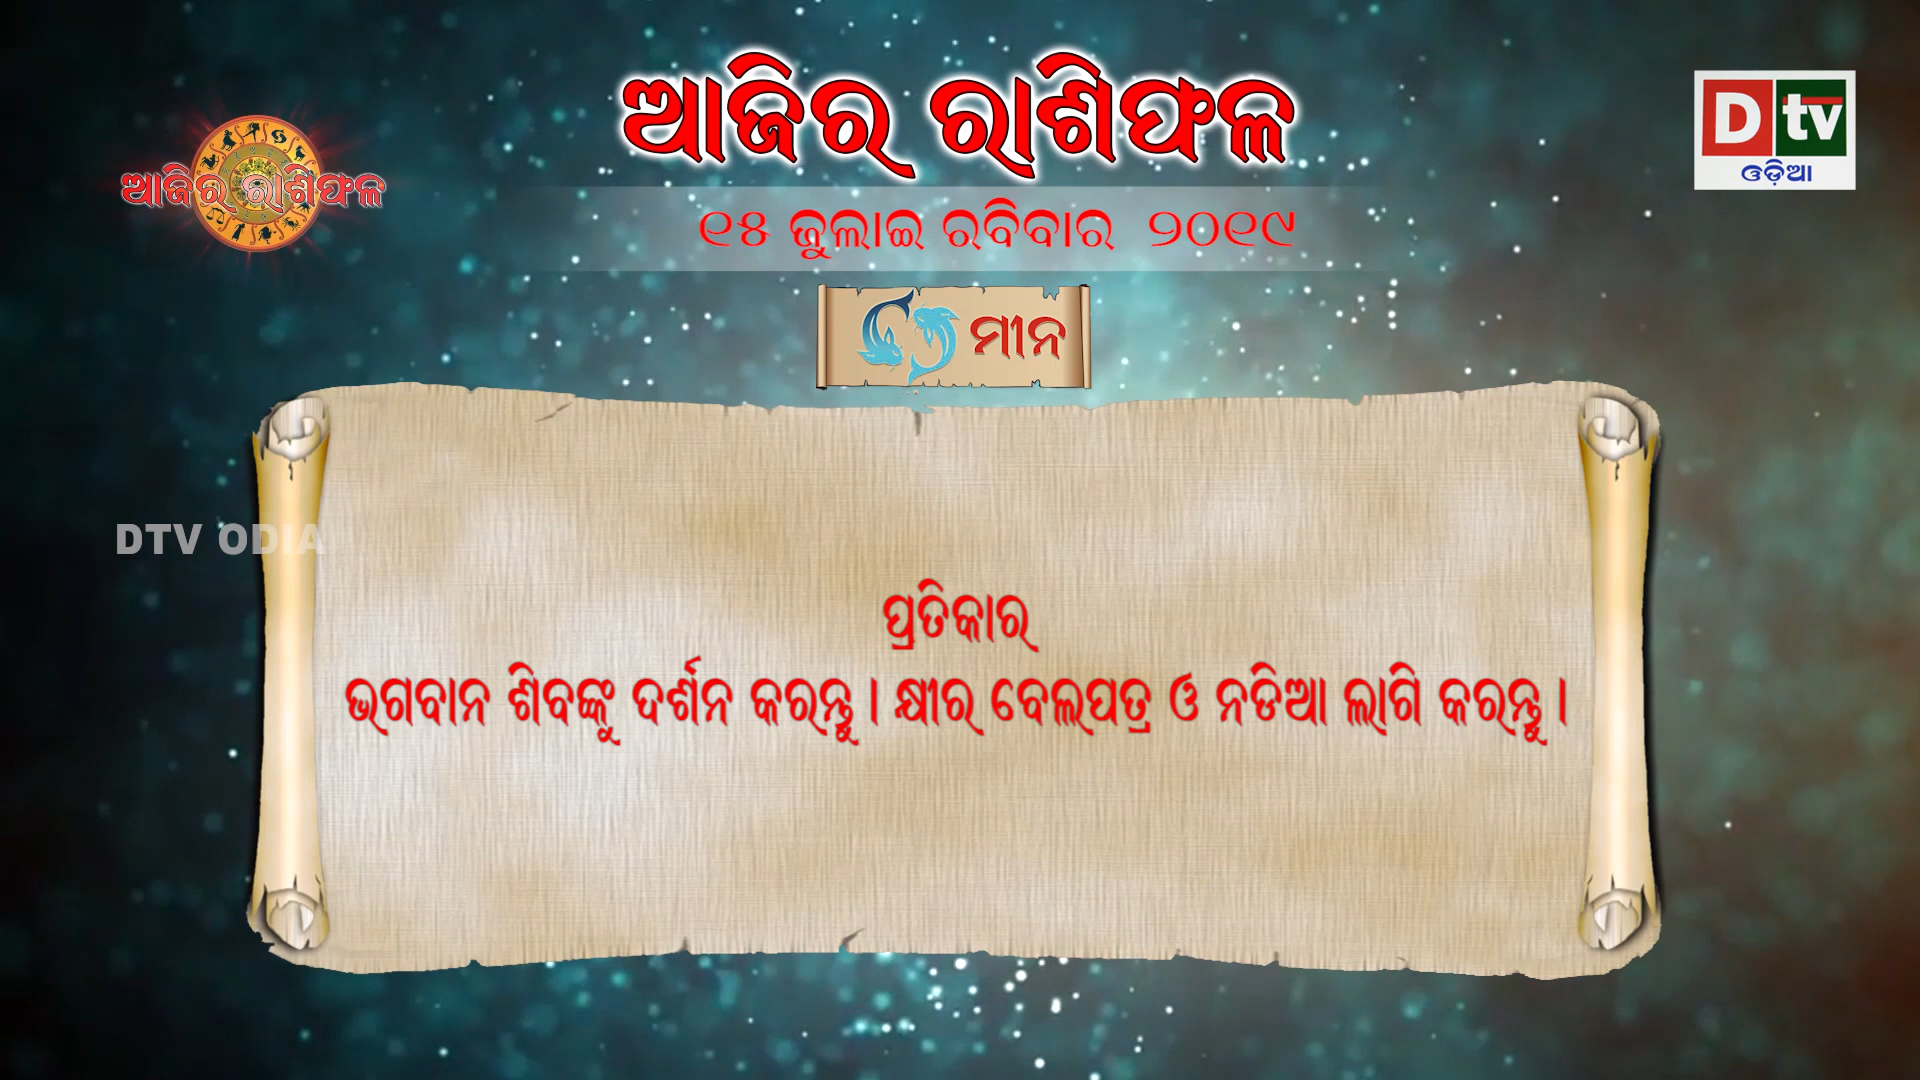 ଆଜିର ରାଶିଫଳ
D tv
ଓଡ଼ିଆ
ଆଜିର ରାଶିଫଳ
୧୫ ଜୁଲାଇ ରବିବାର ୨୦୧୯
ମୀନ
DTV ODIA
ପ୍ରତିକାର
ଭଗବାନ ଶିବଙ୍କୁ ଦର୍ଶନ କରନ୍ତୁ । କ୍ଷୀର ବେଲପତ୍ର ଓ ନଡିଆ ଲାଗି କରନ୍ତୁ ।